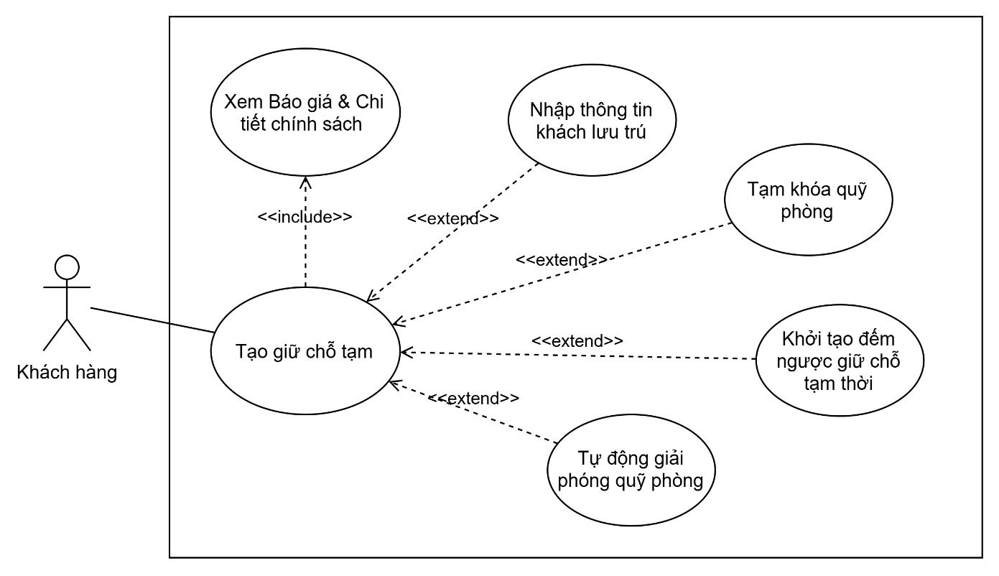 Xem Báo giá & Chi
tiết chính sách
Nhập thông tin
khách lưu trú
Tạm khóa quỹ
phòng
<<include>>
<<extend>>
<<extend>>
Khách hàng
Tạo giữ chỗ tạm
<<extend>>
Khởi tạo đếm
ngược giữ chỗ
tạm thời
<<extend>>
Tự động giải
phóng quỹ phòng